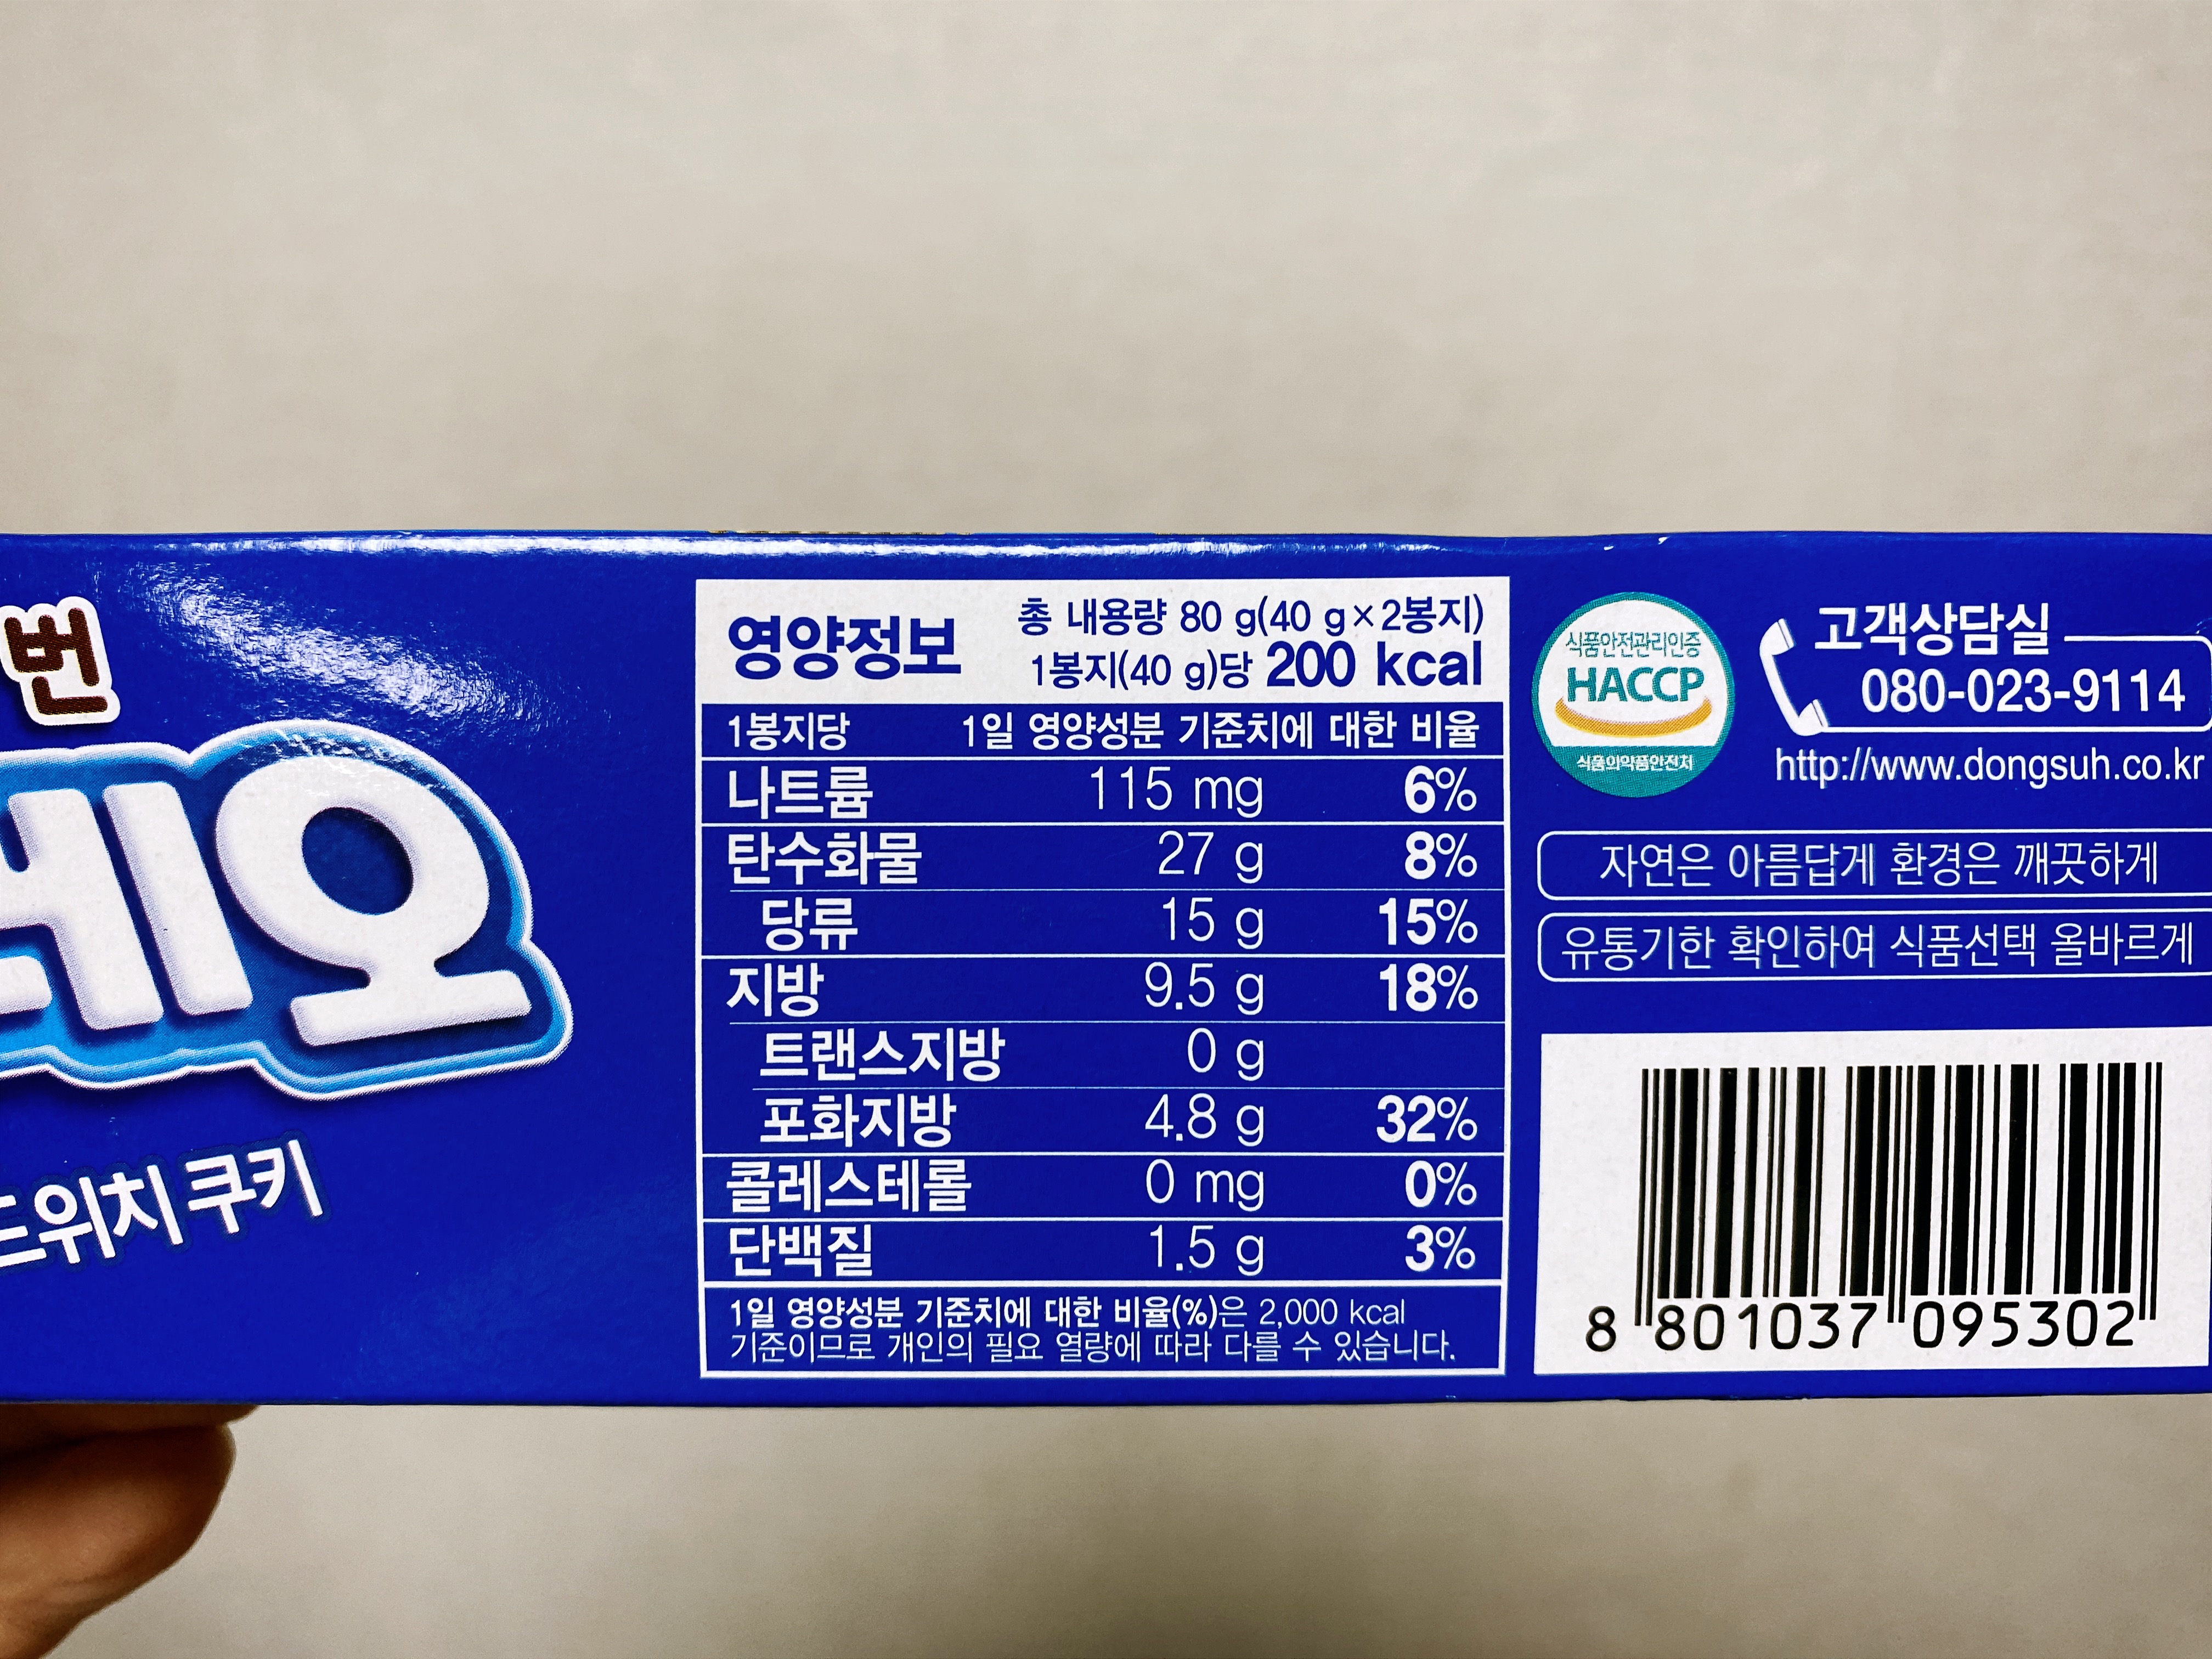 번
레오
드위치 쿠키
영양정보
총 내용량 80 g(40 g×2봉지)
1봉지(40 g)당 200 kcal
1봉지당 1일 영양성분 기준치에 대한 비율
나트륨 115 mg 6%
탄수화물 27 g 8%
당류 15 g 15%
지방 9.5 g 18%
트랜스지방 0 g
포화지방 4.8 g 32%
콜레스테롤 0 mg 0%
단백질 1.5 g 3%
1일 영양성분 기준치에 대한 비율(%)은 2,000 kcal
기준이므로 개인의 필요 열량에 따라 다를 수 있습니다.
식품안전관리인증
HACCP
식품의약품안전처
고객상담실
080-023-9114
http://www.dongsuh.co.kr
자연은 아름답게 환경은 깨끗하게
유통기한 확인하여 식품선택 올바르게
8 801037 095302